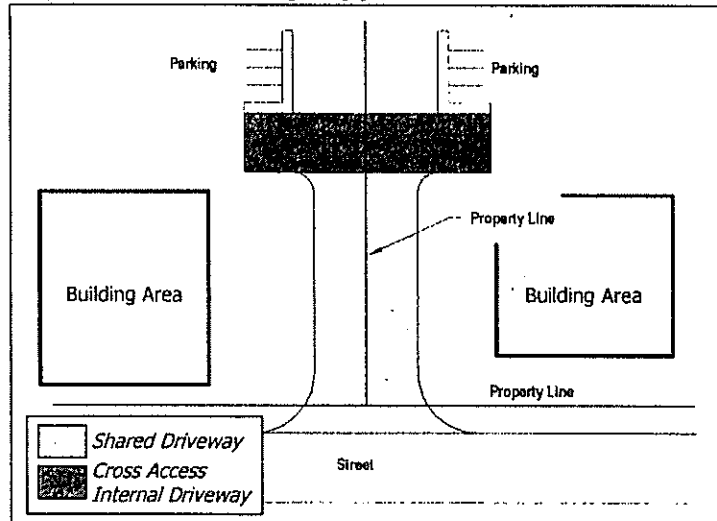 Parking
Parking
Property Line
Building Area
Building Area
Property Line
Shared Driveway
Cross Access
Internal Driveway
Street